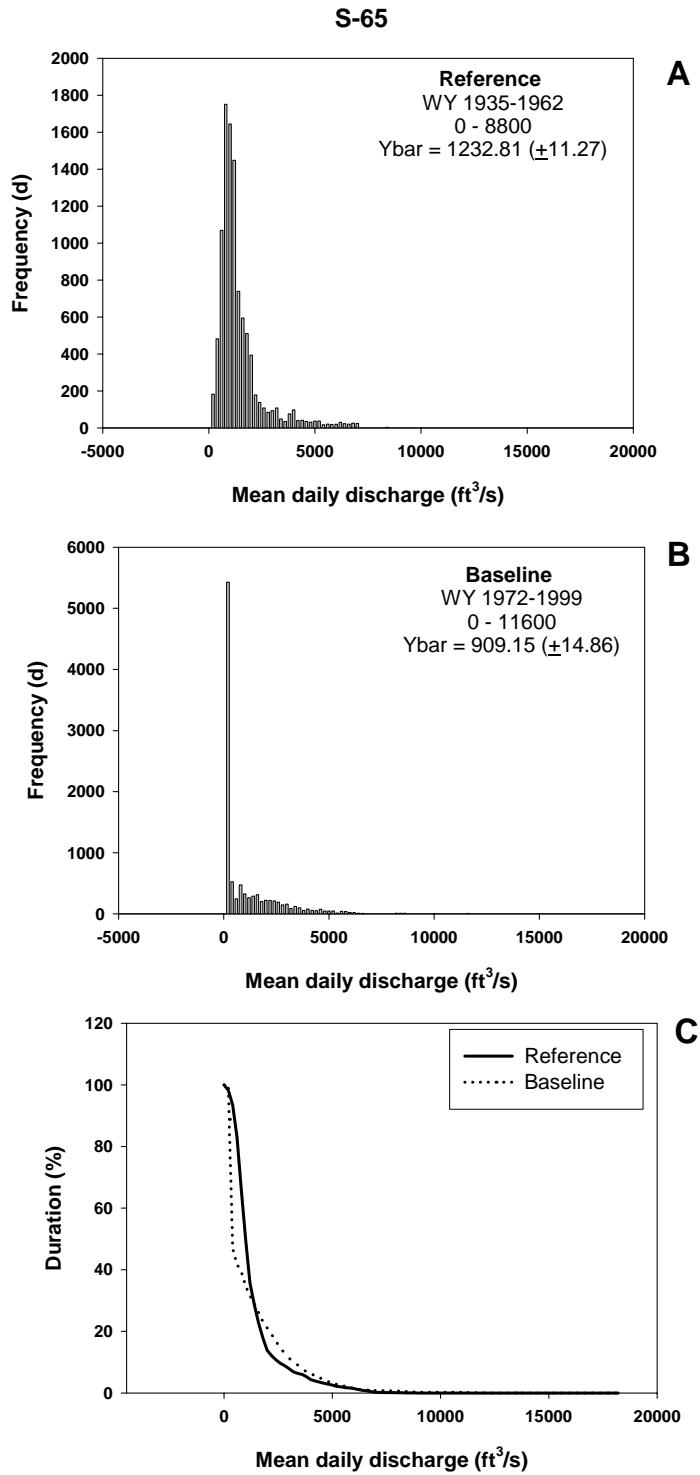 S-65
A
Reference
WY 1935-1962
0 - 8800
Ybar = 1232.81 (±11.27)
Frequency (d)
2000
1800
1600
1400
1200
1000
800
600
400
200
0
-5000 0 5000 10000 15000 20000
Mean daily discharge (ft³/s)
B
Baseline
WY 1972-1999
0 - 11600
Ybar = 909.15 (±14.86)
Frequency (d)
6000
5000
4000
3000
2000
1000
0
-5000 0 5000 10000 15000 20000
Mean daily discharge (ft³/s)
C
Reference
Baseline
Duration (%)
120
100
80
60
40
20
0
0 5000 10000 15000 20000
Mean daily discharge (ft³/s)